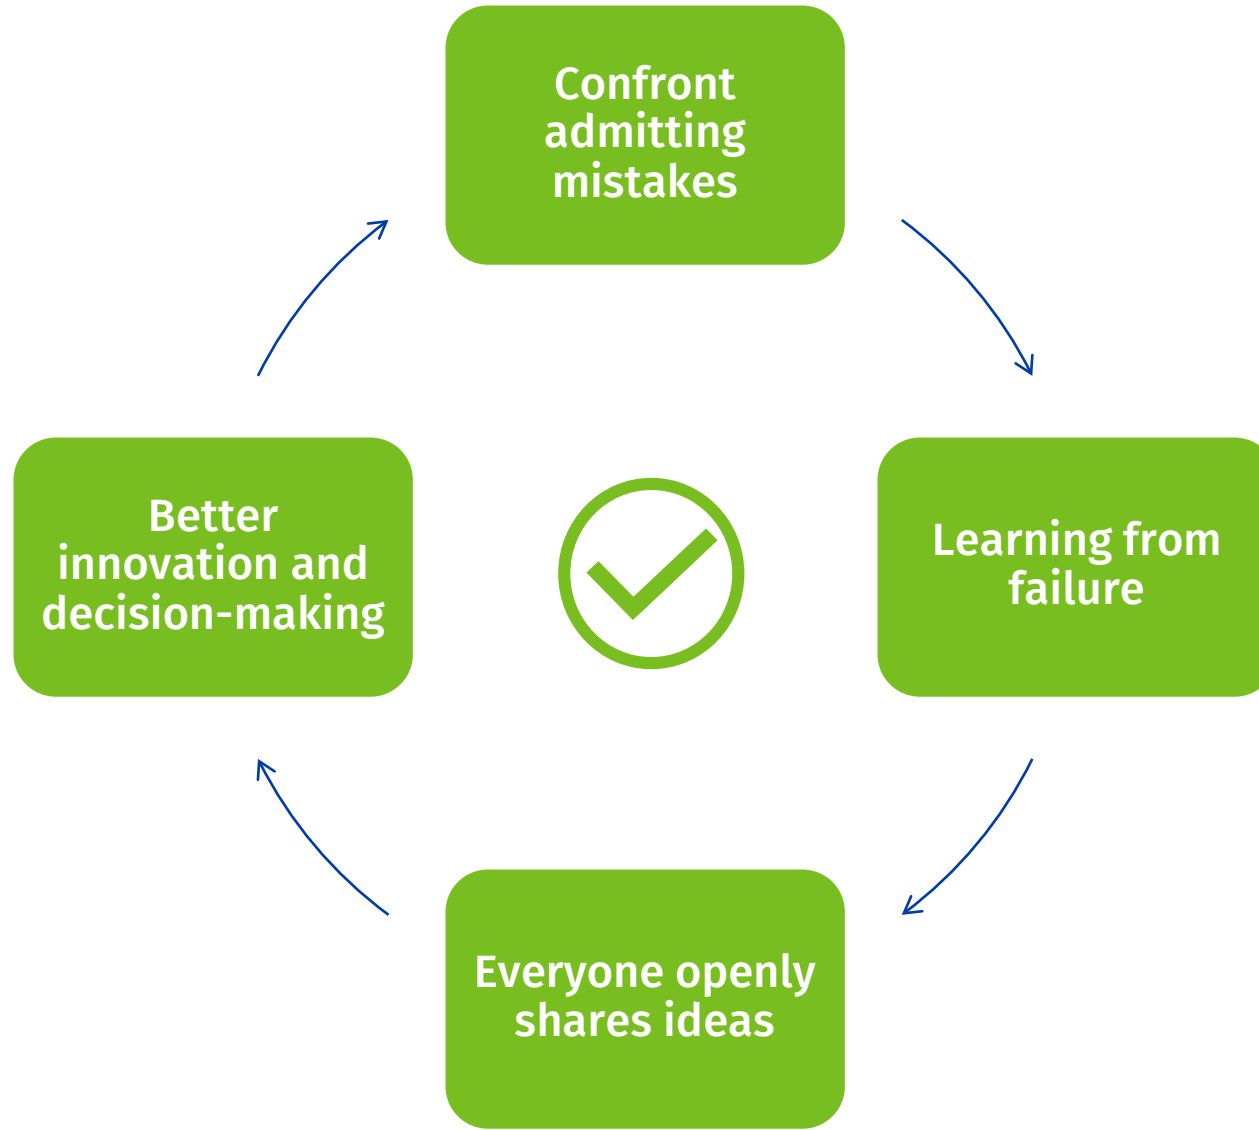 Confront
admitting
mistakes
Learning from
failure
Everyone openly
shares ideas
Better
innovation and
decision-making